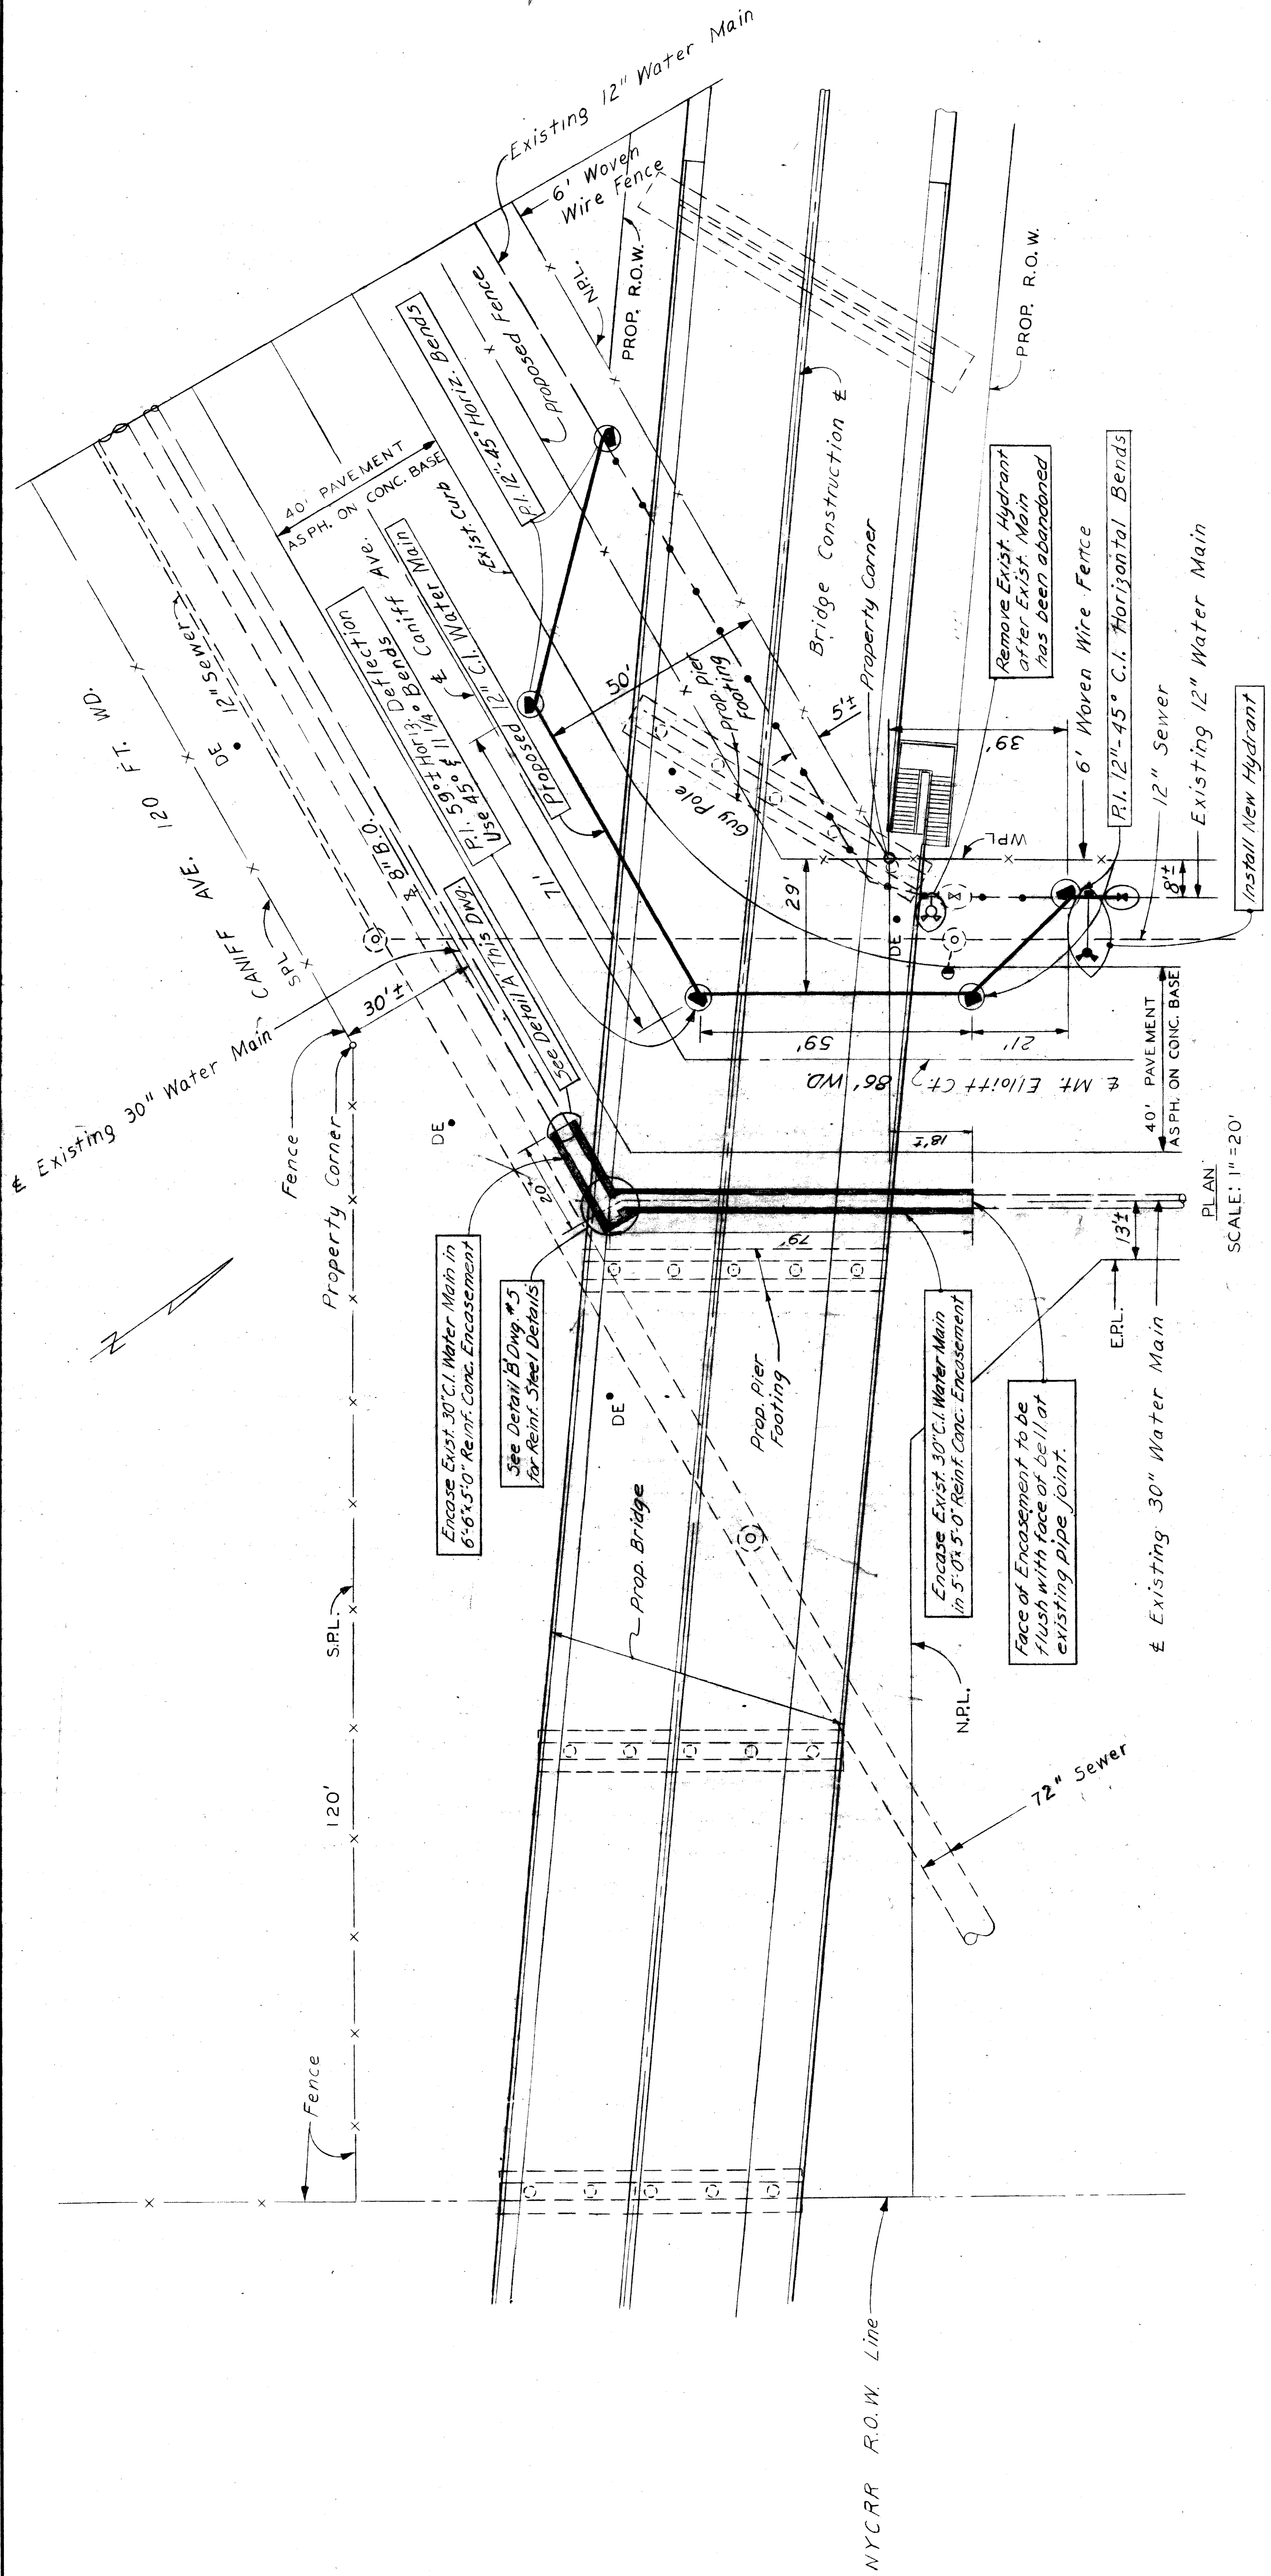 Existing 12" Water Main
6' Woven
Wire Fence
N.P.L.
PROP. R.O.W.
proposed Fence
P.I. 12"-45° Horiz. Bends
40' PAVEMENT
ASPH. ON CONC. BASE
Exist. Curb
℄ Caniff Ave.
Proposed 12" C.I. Water Main
P.I. 59°± Horiz. Deflection
Use 45° & 11 1/4° Bends
12" Sewer
DE
CANIFF AVE. 120 FT. WD.
SPL
℄ 8" B.O.
℄ Existing 30" Water Main
30'±
See Detail A This Dwg.
71'
50'
Guy Pole
Prop. pier
Footing
Bridge Construction ℄
5'±
Property Corner
PROP. R.O.W.
Remove Exist. Hydrant
after Exist. Main
has been abandoned
39'
WPL
29'
DE
6' Woven Wire Fence
P.I. 12"-45° C.I. Horizontal Bends
12" Sewer
8'±
Existing 12" Water Main
Install New Hydrant
59'
21'
℄ Mt Elloitt Ct. 86' WD.
18'±
40' PAVEMENT
ASPH. ON CONC. BASE
PLAN
SCALE: 1"=20'
Fence
Property Corner
DE
20'
79'
Encase Exist. 30" C.I. Water Main in
6'-6"x5'-0" Reinf. Conc. Encasement
See Detail 'B' Dwg. #5
for Reinf. Steel Details
DE
Prop. Pier
Footing
Prop. Bridge
Encase Exist. 30" C.I. Water Main
in 5'-0"x5'-0" Reinf. Conc. Encasement
Face of Encasement to be
flush with face of bell at
existing pipe joint.
13'±
E.P.L.
℄ Existing 30" Water Main
N.P.L.
72" Sewer
S.P.L.
120'
Fence
NYCRR R.O.W. Line